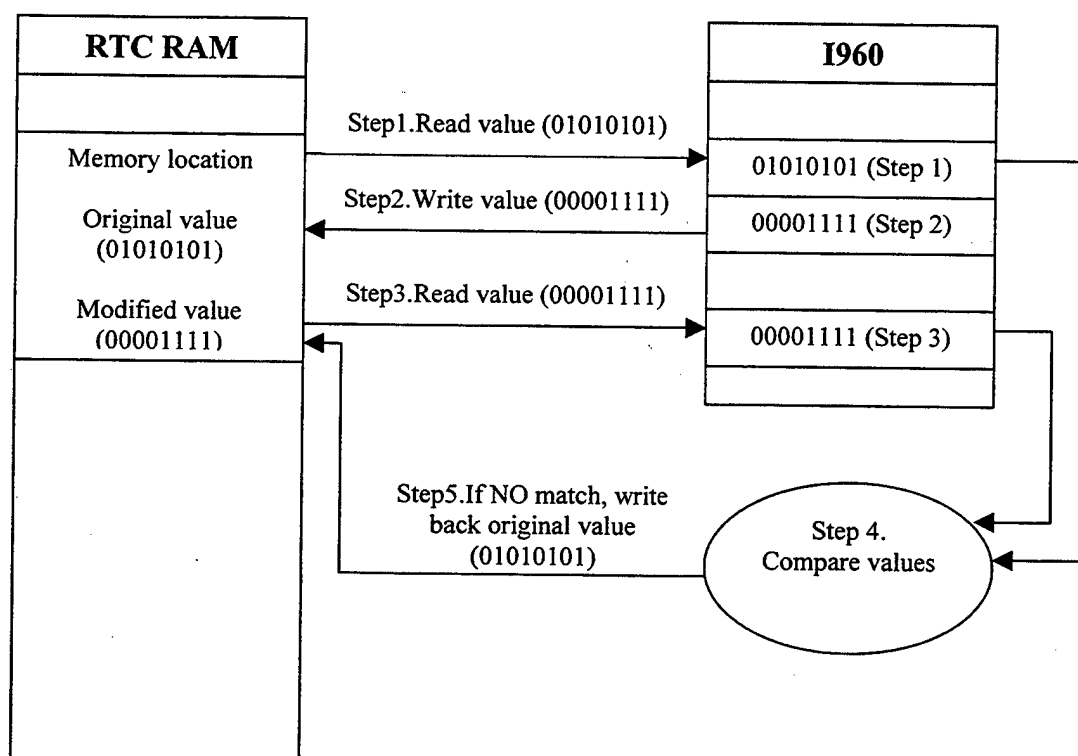 RTC RAM
Memory location
Original value
(01010101)
Modified value
(00001111)
Step1.Read value (01010101)
Step2.Write value (00001111)
Step3.Read value (00001111)
I960
01010101 (Step 1)
00001111 (Step 2)
00001111 (Step 3)
Step5.If NO match, write
back original value
(01010101)
Step 4.
Compare values